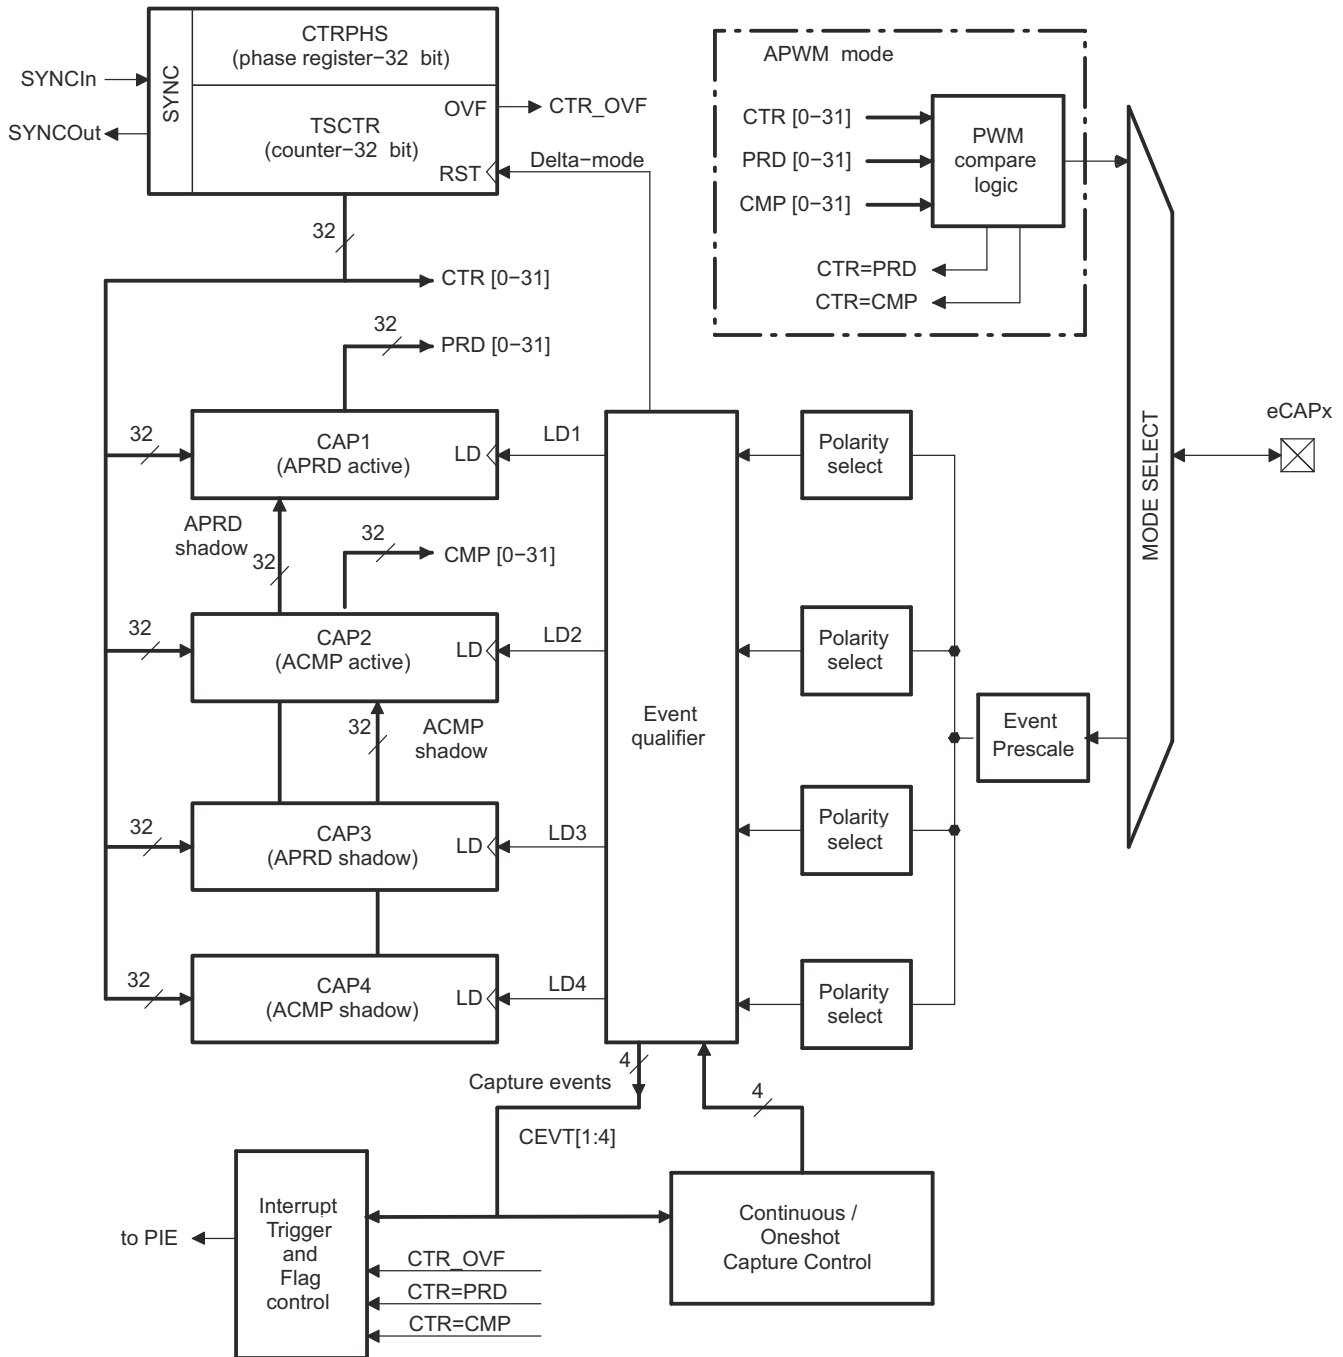 CTRPHS
(phase register−32 bit)
SYNCIn
SYNC
SYNCOut
OVF
CTR_OVF
TSCTR
(counter−32 bit)
RST
Delta−mode
32
CTR [0−31]
32
PRD [0−31]
APWM mode
CTR [0−31]
PRD [0−31]
CMP [0−31]
PWM
compare
logic
CTR=PRD
CTR=CMP
MODE SELECT
eCAPx
32
CAP1
(APRD active)
LD
LD1
Polarity
select
APRD
shadow
32
32
CMP [0−31]
32
CAP2
(ACMP active)
LD
LD2
Polarity
select
32
ACMP
shadow
Event
qualifier
Event
Prescale
32
CAP3
(APRD shadow)
LD
LD3
Polarity
select
32
CAP4
(ACMP shadow)
LD
LD4
Polarity
select
4
Capture events
4
CEVT[1:4]
to PIE
Interrupt
Trigger
and
Flag
control
CTR_OVF
CTR=PRD
CTR=CMP
Continuous /
Oneshot
Capture Control